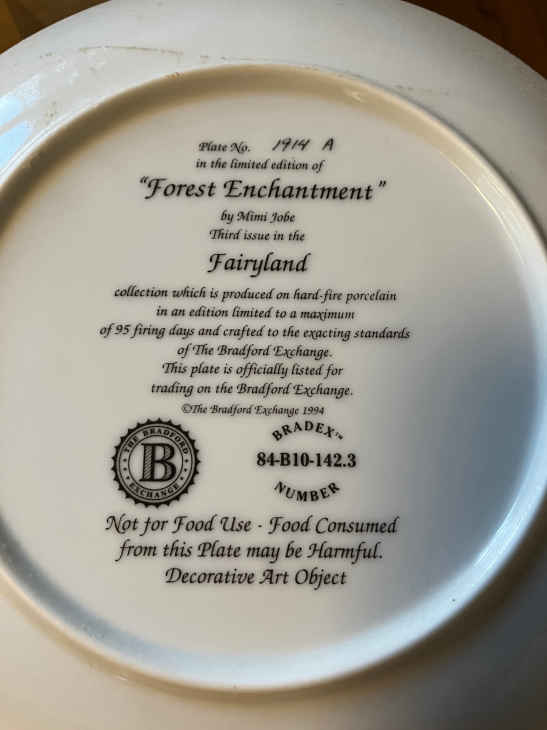 Plate No. 1914 A
in the limited edition of
"Forest Enchantment"
by Mimi Jobe
Third issue in the
Fairyland
collection which is produced on hard-fire porcelain
in an edition limited to a maximum
of 95 firing days and crafted to the exacting standards
of The Bradford Exchange.
This plate is officially listed for
trading on the Bradford Exchange.
©The Bradford Exchange 1994
THE BRADFORD
B
EXCHANGE
BRADEX™
84-B10-142.3
NUMBER
Not for Food Use - Food Consumed
from this Plate may be Harmful.
Decorative Art Object